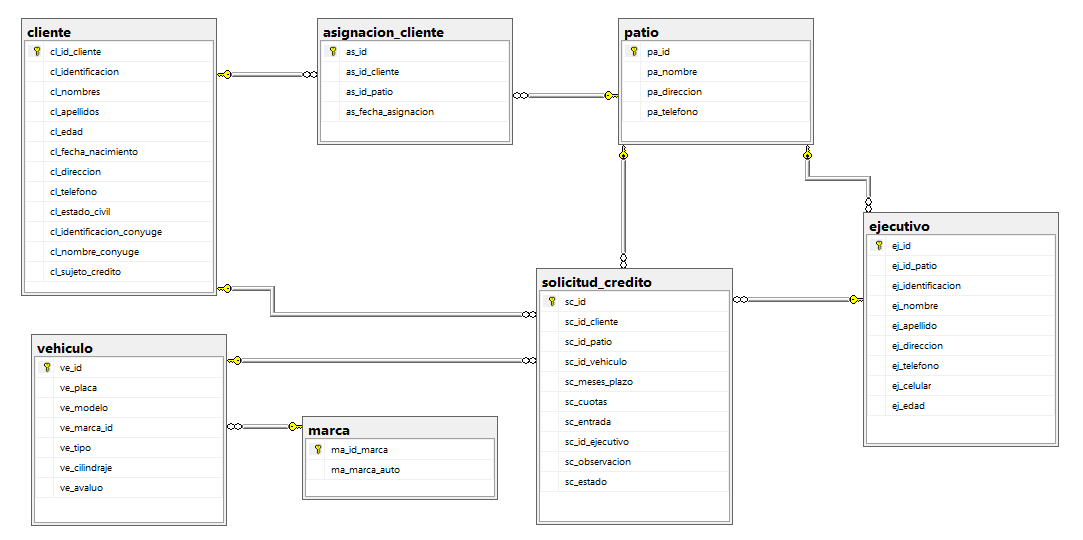 cliente
cl_id_cliente
cl_identificacion
cl_nombres
cl_apellidos
cl_edad
cl_fecha_nacimiento
cl_direccion
cl_telefono
cl_estado_civil
cl_identificacion_conyuge
cl_nombre_conyuge
cl_sujeto_credito
asignacion_cliente
as_id
as_id_cliente
as_id_patio
as_fecha_asignacion
patio
pa_id
pa_nombre
pa_direccion
pa_telefono
ejecutivo
ej_id
ej_id_patio
ej_identificacion
ej_nombre
ej_apellido
ej_direccion
ej_telefono
ej_celular
ej_edad
solicitud_credito
sc_id
sc_id_cliente
sc_id_patio
sc_id_vehiculo
sc_meses_plazo
sc_cuotas
sc_entrada
sc_id_ejecutivo
sc_observacion
sc_estado
vehiculo
ve_id
ve_placa
ve_modelo
ve_marca_id
ve_tipo
ve_cilindraje
ve_avaluo
marca
ma_id_marca
ma_marca_auto